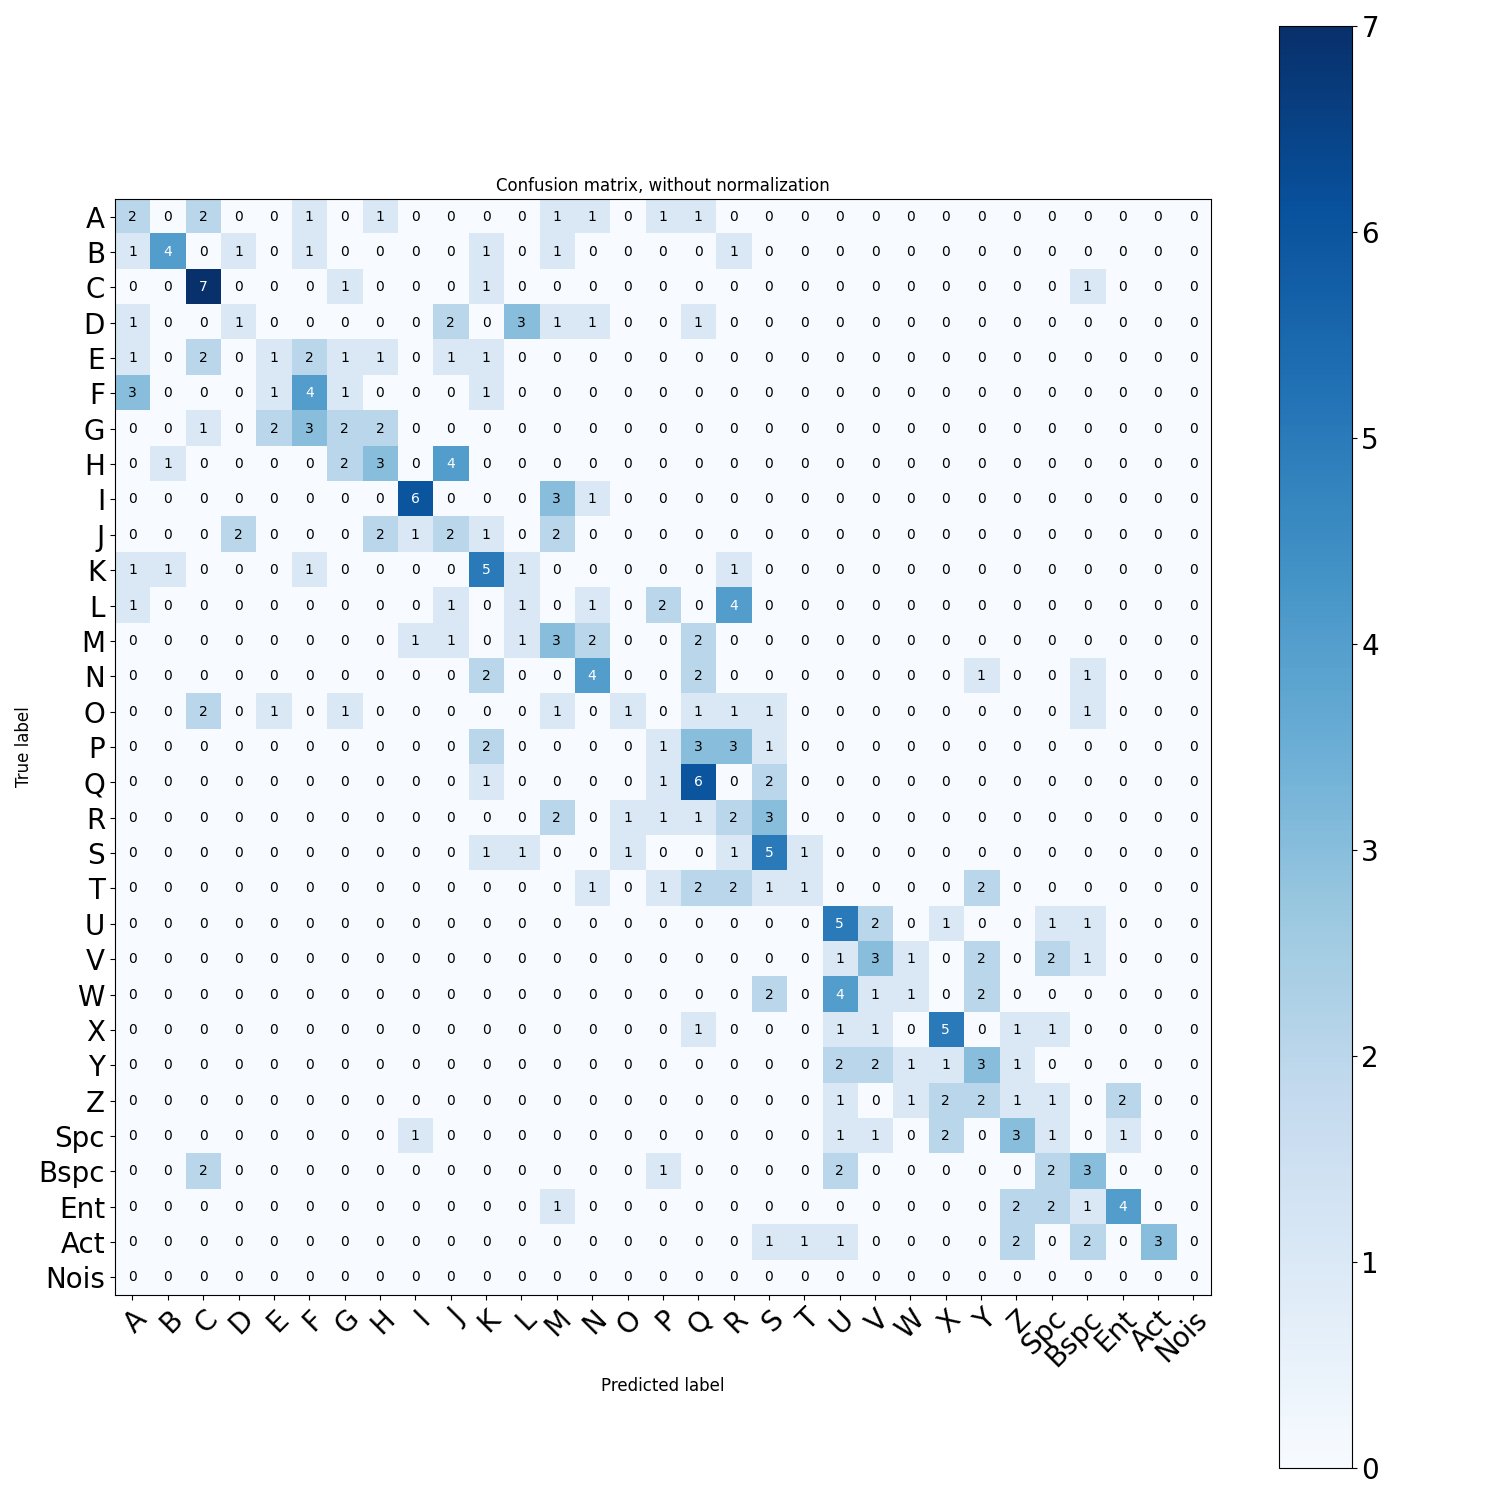 Confusion matrix, without normalization
True label
A 2 0 2 0 0 1 0 1 0 0 0 0 1 1 0 1 1 0 0 0 0 0 0 0 0 0 0 0 0 0 0
B 1 4 0 1 0 1 0 0 0 0 1 0 1 0 0 0 0 1 0 0 0 0 0 0 0 0 0 0 0 0 0
C 0 0 7 0 0 0 1 0 0 0 1 0 0 0 0 0 0 0 0 0 0 0 0 0 0 0 0 1 0 0 0
D 1 0 0 1 0 0 0 0 0 2 0 3 1 1 0 0 1 0 0 0 0 0 0 0 0 0 0 0 0 0 0
E 1 0 2 0 1 2 1 1 0 1 1 0 0 0 0 0 0 0 0 0 0 0 0 0 0 0 0 0 0 0 0
F 3 0 0 0 1 4 1 0 0 0 1 0 0 0 0 0 0 0 0 0 0 0 0 0 0 0 0 0 0 0 0
G 0 0 1 0 2 3 2 2 0 0 0 0 0 0 0 0 0 0 0 0 0 0 0 0 0 0 0 0 0 0 0
H 0 1 0 0 0 0 2 3 0 4 0 0 0 0 0 0 0 0 0 0 0 0 0 0 0 0 0 0 0 0 0
I 0 0 0 0 0 0 0 0 6 0 0 0 3 1 0 0 0 0 0 0 0 0 0 0 0 0 0 0 0 0 0
J 0 0 0 2 0 0 0 2 1 2 1 0 2 0 0 0 0 0 0 0 0 0 0 0 0 0 0 0 0 0 0
K 1 1 0 0 0 1 0 0 0 0 5 1 0 0 0 0 0 1 0 0 0 0 0 0 0 0 0 0 0 0 0
L 1 0 0 0 0 0 0 0 0 1 0 1 0 1 0 2 0 4 0 0 0 0 0 0 0 0 0 0 0 0 0
M 0 0 0 0 0 0 0 0 1 1 0 1 3 2 0 0 2 0 0 0 0 0 0 0 0 0 0 0 0 0 0
N 0 0 0 0 0 0 0 0 0 0 2 0 0 4 0 0 2 0 0 0 0 0 0 0 1 0 0 1 0 0 0
O 0 0 2 0 1 0 1 0 0 0 0 0 1 0 1 0 1 1 1 0 0 0 0 0 0 0 0 1 0 0 0
P 0 0 0 0 0 0 0 0 0 0 2 0 0 0 0 1 3 3 1 0 0 0 0 0 0 0 0 0 0 0 0
Q 0 0 0 0 0 0 0 0 0 0 1 0 0 0 0 1 6 0 2 0 0 0 0 0 0 0 0 0 0 0 0
R 0 0 0 0 0 0 0 0 0 0 0 0 2 0 1 1 1 2 3 0 0 0 0 0 0 0 0 0 0 0 0
S 0 0 0 0 0 0 0 0 0 0 1 1 0 0 1 0 0 1 5 1 0 0 0 0 0 0 0 0 0 0 0
T 0 0 0 0 0 0 0 0 0 0 0 0 0 1 0 1 2 2 1 1 0 0 0 0 2 0 0 0 0 0 0
U 0 0 0 0 0 0 0 0 0 0 0 0 0 0 0 0 0 0 0 0 5 2 0 1 0 0 1 1 0 0 0
V 0 0 0 0 0 0 0 0 0 0 0 0 0 0 0 0 0 0 0 0 1 3 1 0 2 0 2 1 0 0 0
W 0 0 0 0 0 0 0 0 0 0 0 0 0 0 0 0 0 0 2 0 4 1 1 0 2 0 0 0 0 0 0
X 0 0 0 0 0 0 0 0 0 0 0 0 0 0 0 0 1 0 0 0 1 1 0 5 0 1 1 0 0 0 0
Y 0 0 0 0 0 0 0 0 0 0 0 0 0 0 0 0 0 0 0 0 2 2 1 1 3 1 0 0 0 0 0
Z 0 0 0 0 0 0 0 0 0 0 0 0 0 0 0 0 0 0 0 0 1 0 1 2 2 1 1 0 2 0 0
Spc 0 0 0 0 0 0 0 0 1 0 0 0 0 0 0 0 0 0 0 0 1 1 0 2 0 3 1 0 1 0 0
Bspc 0 0 2 0 0 0 0 0 0 0 0 0 0 0 0 1 0 0 0 0 2 0 0 0 0 0 2 3 0 0 0
Ent 0 0 0 0 0 0 0 0 0 0 0 0 1 0 0 0 0 0 0 0 0 0 0 0 0 2 2 1 4 0 0
Act 0 0 0 0 0 0 0 0 0 0 0 0 0 0 0 0 0 0 1 1 1 0 0 0 0 2 0 2 0 3 0
Nois 0 0 0 0 0 0 0 0 0 0 0 0 0 0 0 0 0 0 0 0 0 0 0 0 0 0 0 0 0 0 0
A B C D E F G H I J K L M N O P Q R S T U V W X Y Z Spc Bspc Ent Act Nois
Predicted label
7
6
5
4
3
2
1
0